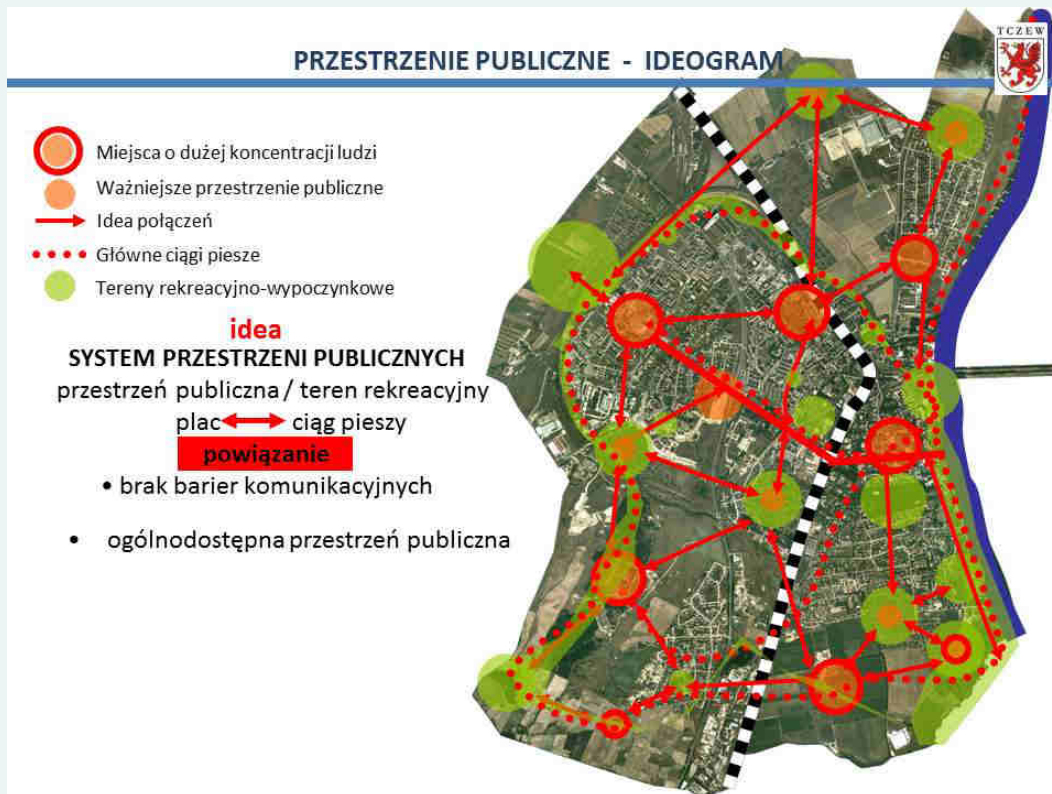 PRZESTRZENIE PUBLICZNE - IDEOGRAM
TCZEW
Miejsca o dużej koncentracji ludzi
Ważniejsze przestrzenie publiczne
Idea połączeń
Główne ciągi piesze
Tereny rekreacyjno-wypoczynkowe
idea
SYSTEM PRZESTRZENI PUBLICZNYCH
przestrzeń publiczna / teren rekreacyjny
plac ciąg pieszy
powiązanie
• brak barier komunikacyjnych
• ogólnodostępna przestrzeń publiczna